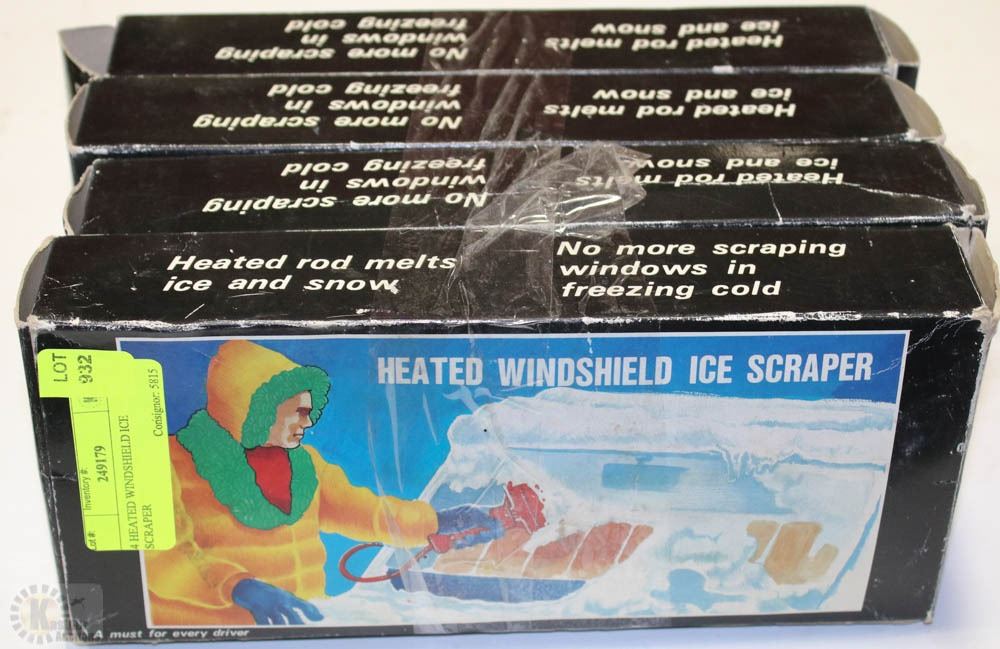 No more scraping
windows in
freezing cold
Heated rod melts
ice and snow
No more scraping
windows in
freezing cold
Heated rod melts
ice and snow
No more scraping
windows in
freezing cold
Heated rod melts
ice and snow
Heated rod melts
ice and snow
No more scraping
windows in
freezing cold
HEATED WINDSHIELD ICE SCRAPER
LOT
932
Inventory #:
249179
Consignor: 5815
4 HEATED WINDSHIELD ICE
SCRAPER
A must for every driver